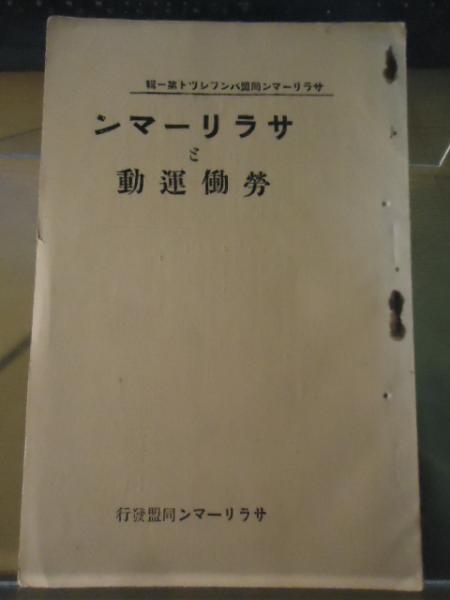 サラリーマン同盟パンフレット第一輯
サラリーマン
と
勞働運動
サラリーマン同盟發行